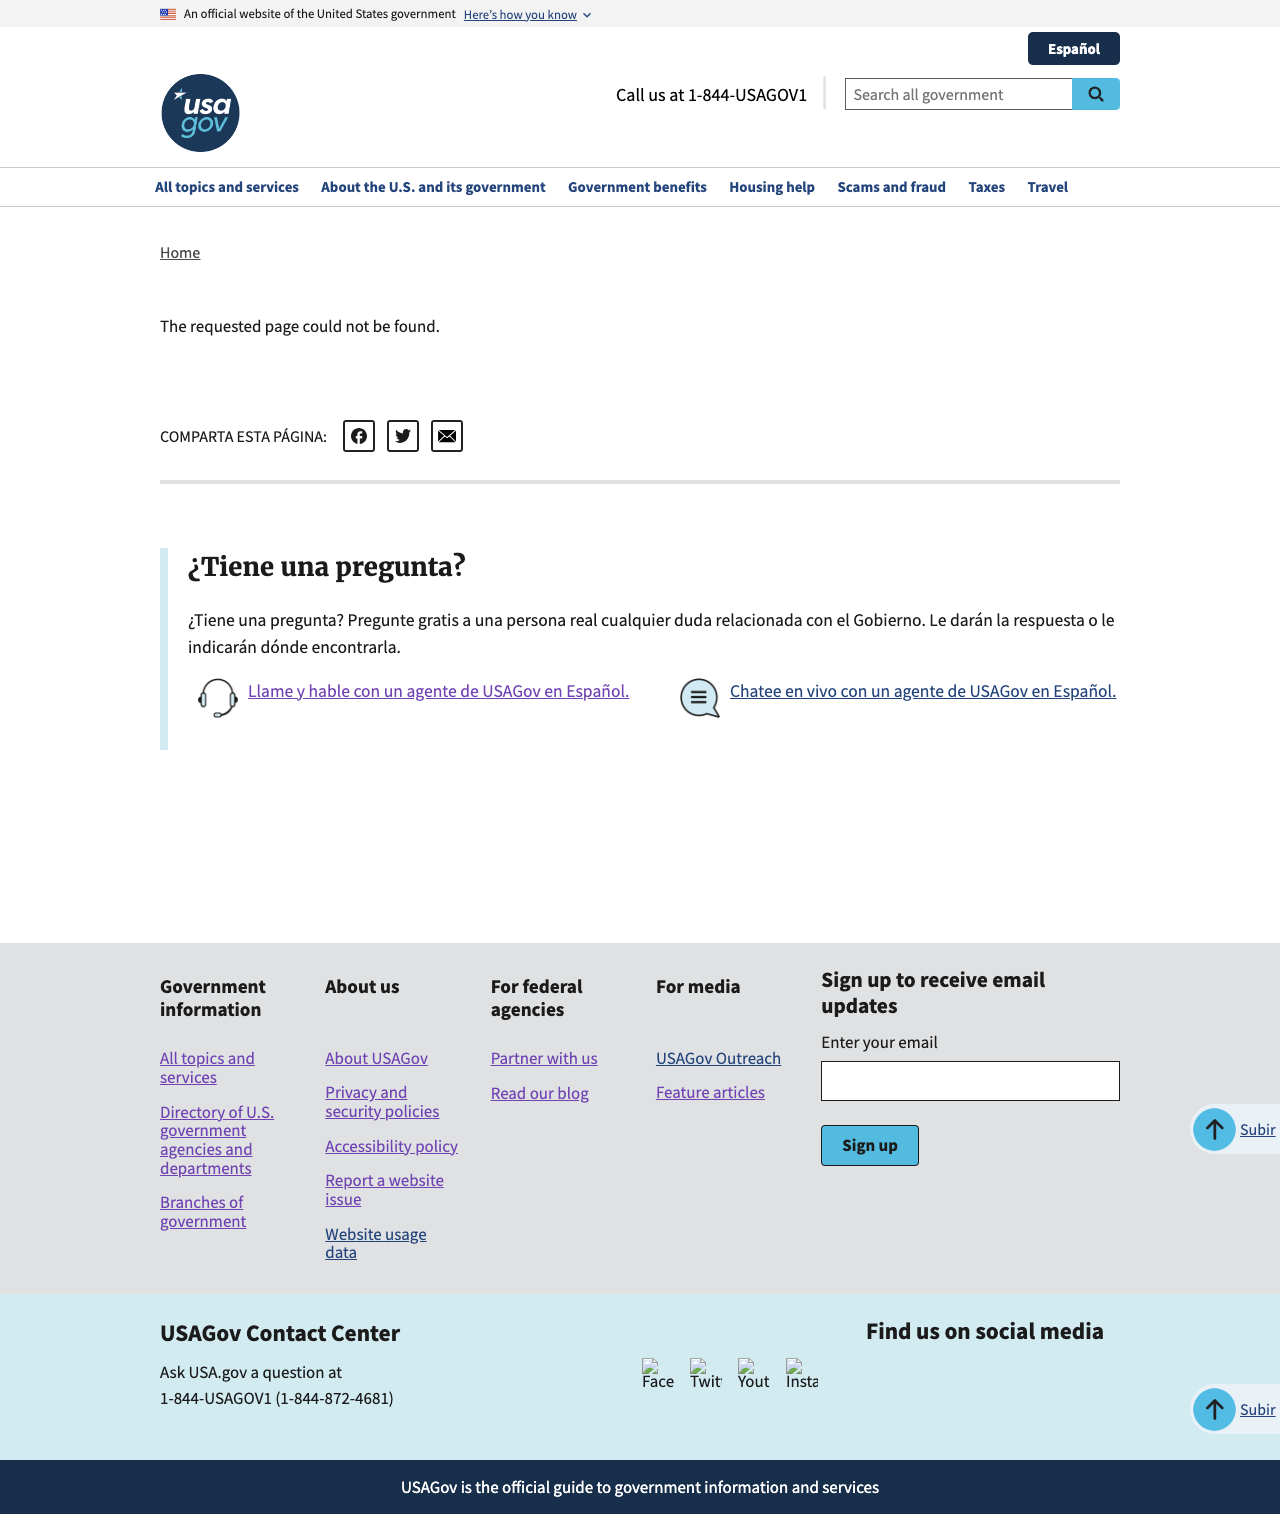 An official website of the United States government Here's how you know
Español
usa
gov
Call us at 1-844-USAGOV1
Search all government
All topics and services About the U.S. and its government Government benefits Housing help Scams and fraud Taxes Travel
Home
The requested page could not be found.
COMPARTA ESTA PÁGINA:
¿Tiene una pregunta?
¿Tiene una pregunta? Pregunte gratis a una persona real cualquier duda relacionada con el Gobierno. Le darán la respuesta o le
indicarán dónde encontrarla.
Llame y hable con un agente de USAGov en Español.
Chatee en vivo con un agente de USAGov en Español.
Government
information
All topics and
services
Directory of U.S.
government
agencies and
departments
Branches of
government
About us
About USAGov
Privacy and
security policies
Accessibility policy
Report a website
issue
Website usage
data
For federal
agencies
Partner with us
Read our blog
For media
USAGov Outreach
Feature articles
Sign up to receive email
updates
Enter your email
Sign up
Subir
USAGov Contact Center
Ask USA.gov a question at
1-844-USAGOV1 (1-844-872-4681)
Find us on social media
Face Twit Yout Insta
Subir
USAGov is the official guide to government information and services